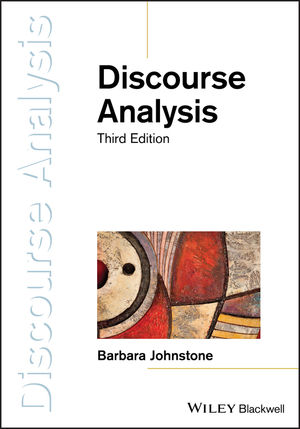 Discourse Analysis
Discourse
Analysis
Third Edition
Barbara Johnstone
WILEY Blackwell